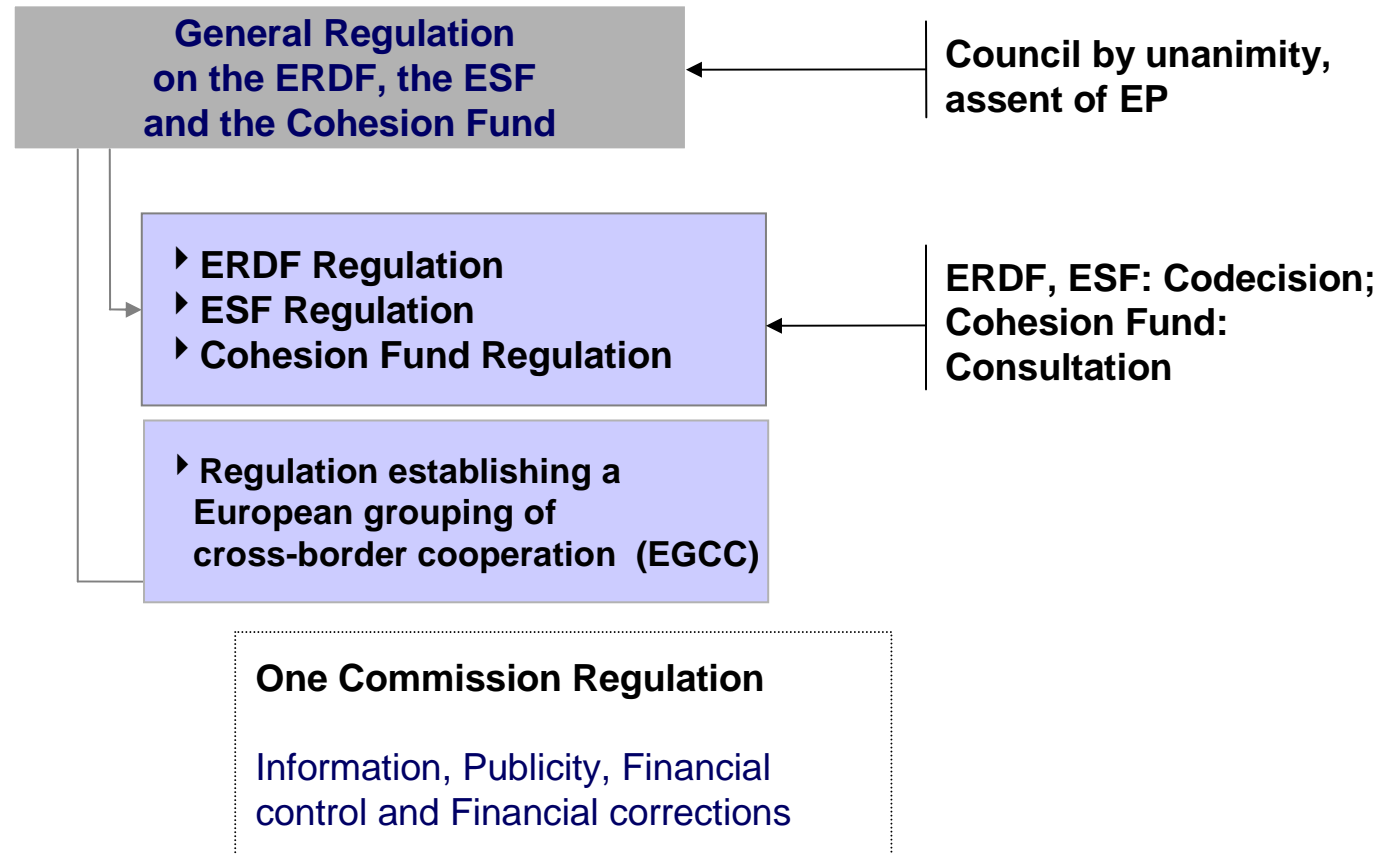 General Regulation
on the ERDF, the ESF
and the Cohesion Fund
Council by unanimity,
assent of EP
ERDF Regulation
ESF Regulation
Cohesion Fund Regulation
ERDF, ESF: Codecision;
Cohesion Fund:
Consultation
Regulation establishing a
European grouping of
cross-border cooperation (EGCC)
One Commission Regulation
Information, Publicity, Financial
control and Financial corrections